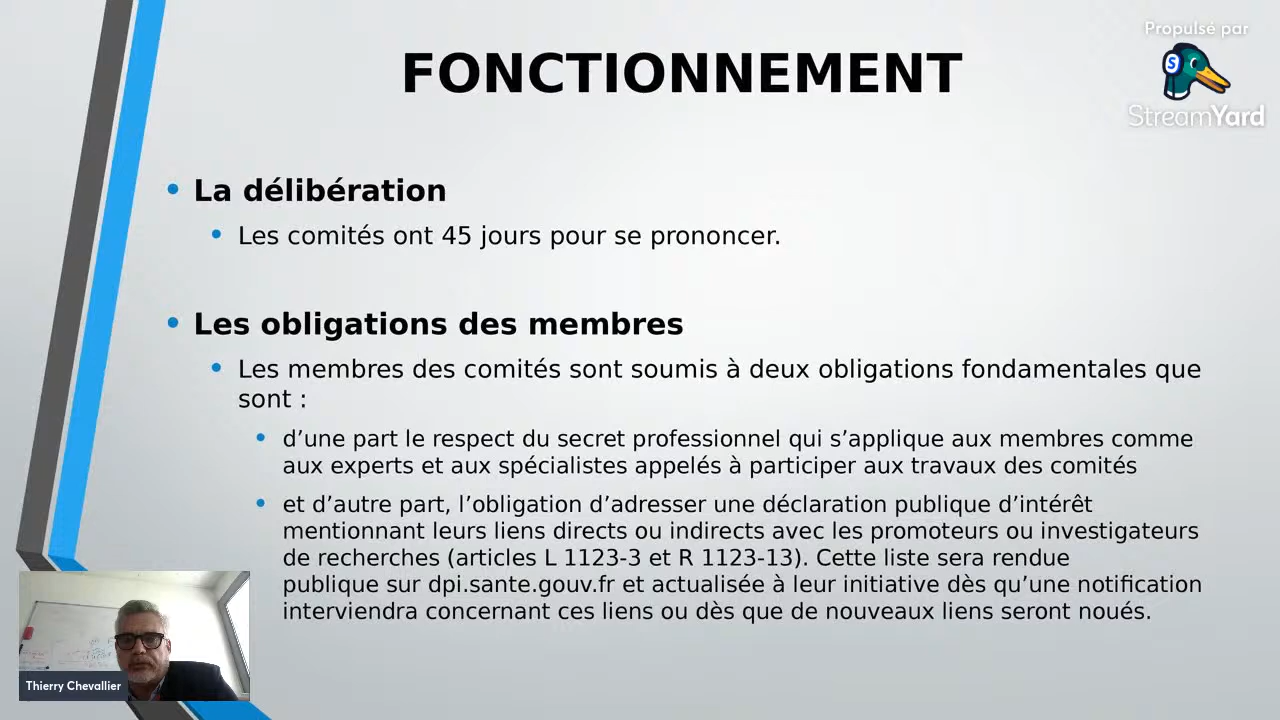 Propulsé par
StreamYard
FONCTIONNEMENT
La délibération
Les comités ont 45 jours pour se prononcer.
Les obligations des membres
Les membres des comités sont soumis à deux obligations fondamentales que
sont :
d’une part le respect du secret professionnel qui s’applique aux membres comme
aux experts et aux spécialistes appelés à participer aux travaux des comités
et d’autre part, l’obligation d’adresser une déclaration publique d’intérêt
mentionnant leurs liens directs ou indirects avec les promoteurs ou investigateurs
de recherches (articles L 1123-3 et R 1123-13). Cette liste sera rendue
publique sur dpi.sante.gouv.fr et actualisée à leur initiative dès qu’une notification
interviendra concernant ces liens ou dès que de nouveaux liens seront noués.
Thierry Chevallier